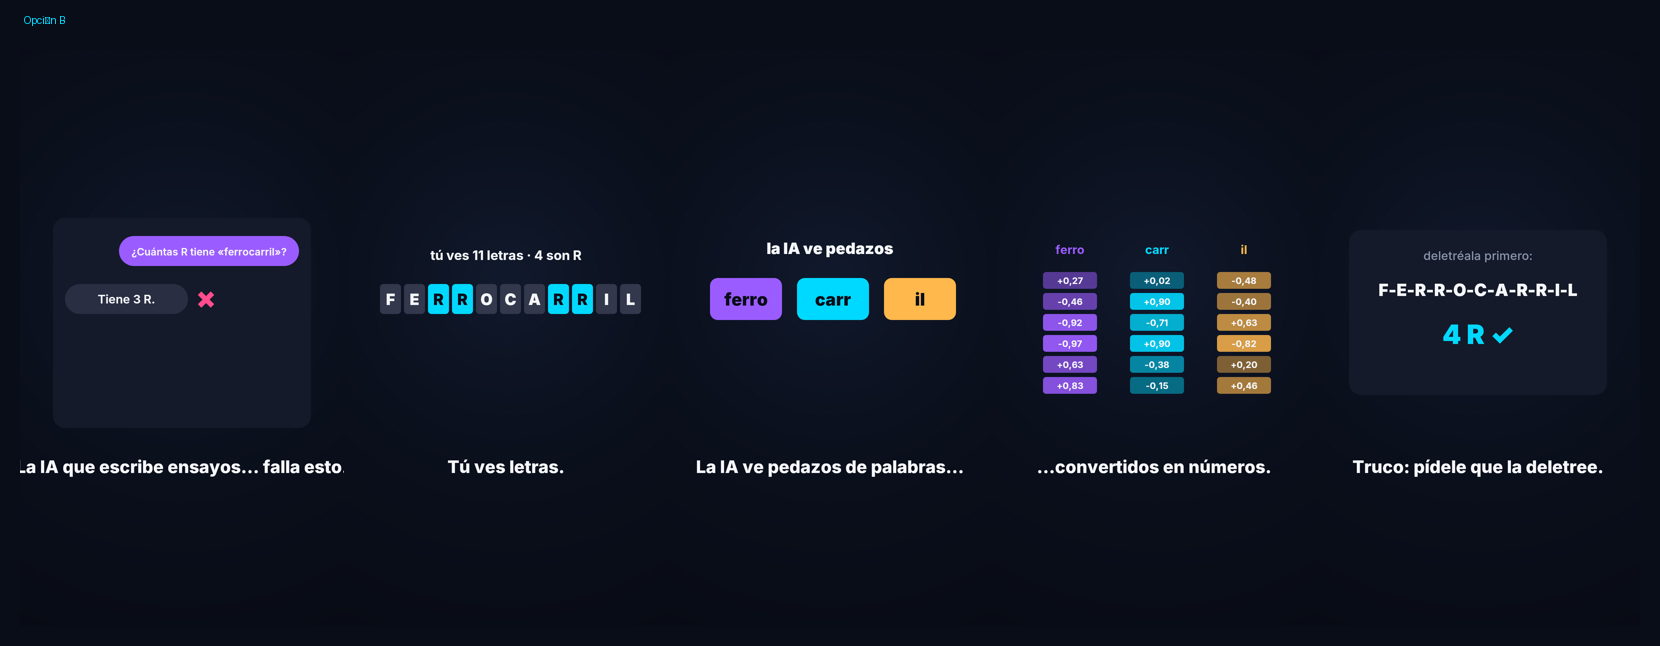 Opci□n B
¿Cuántas R tiene «ferrocarril»?
Tiene 3 R.
La IA que escribe ensayos... falla esto.
tú ves 11 letras · 4 son R
F E R R O C A R R I L
Tú ves letras.
la IA ve pedazos
ferro carr il
La IA ve pedazos de palabras...
ferro carr il
+0,27 +0,02 -0,48
-0,46 +0,90 -0,40
-0,92 -0,71 +0,63
-0,97 +0,90 -0,82
+0,63 -0,38 +0,20
+0,83 -0,15 +0,46
...convertidos en números.
deletréala primero:
F-E-R-R-O-C-A-R-R-I-L
4 R ✓
Truco: pídele que la deletree.